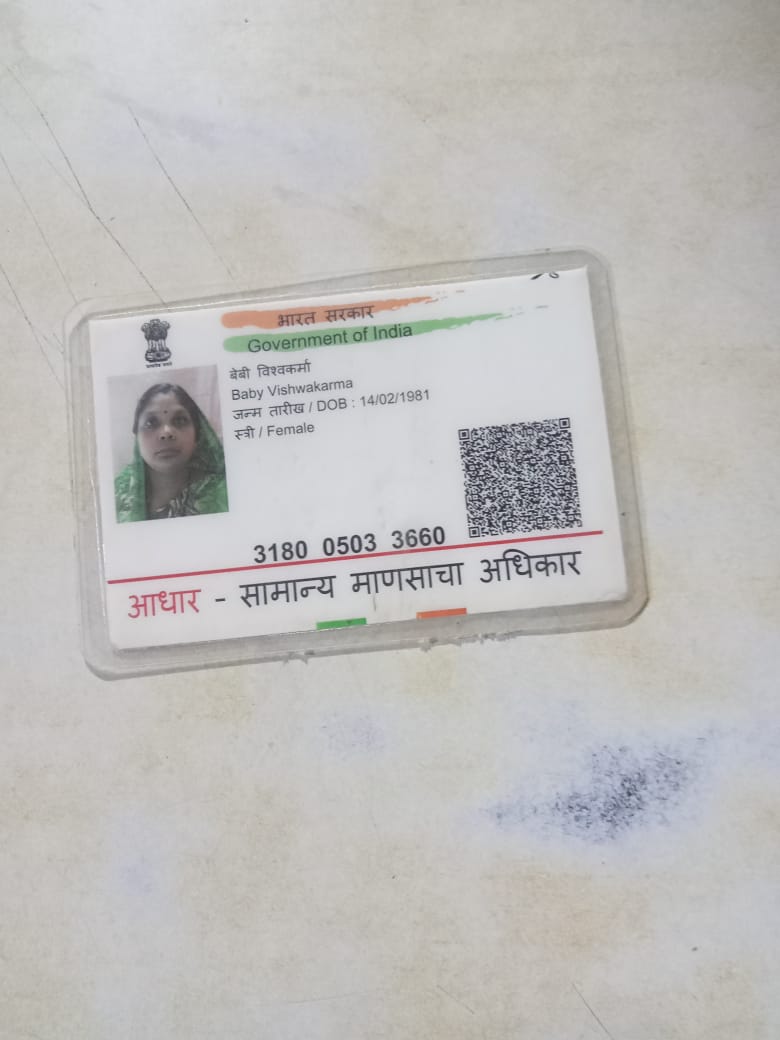 भारत सरकार
Government of India
बेबी विश्वकर्मा
Baby Vishwakarma
जन्म तारीख / DOB : 14/02/1981
स्त्री / Female
3180 0503 3660
आधार - सामान्य माणसाचा अधिकार